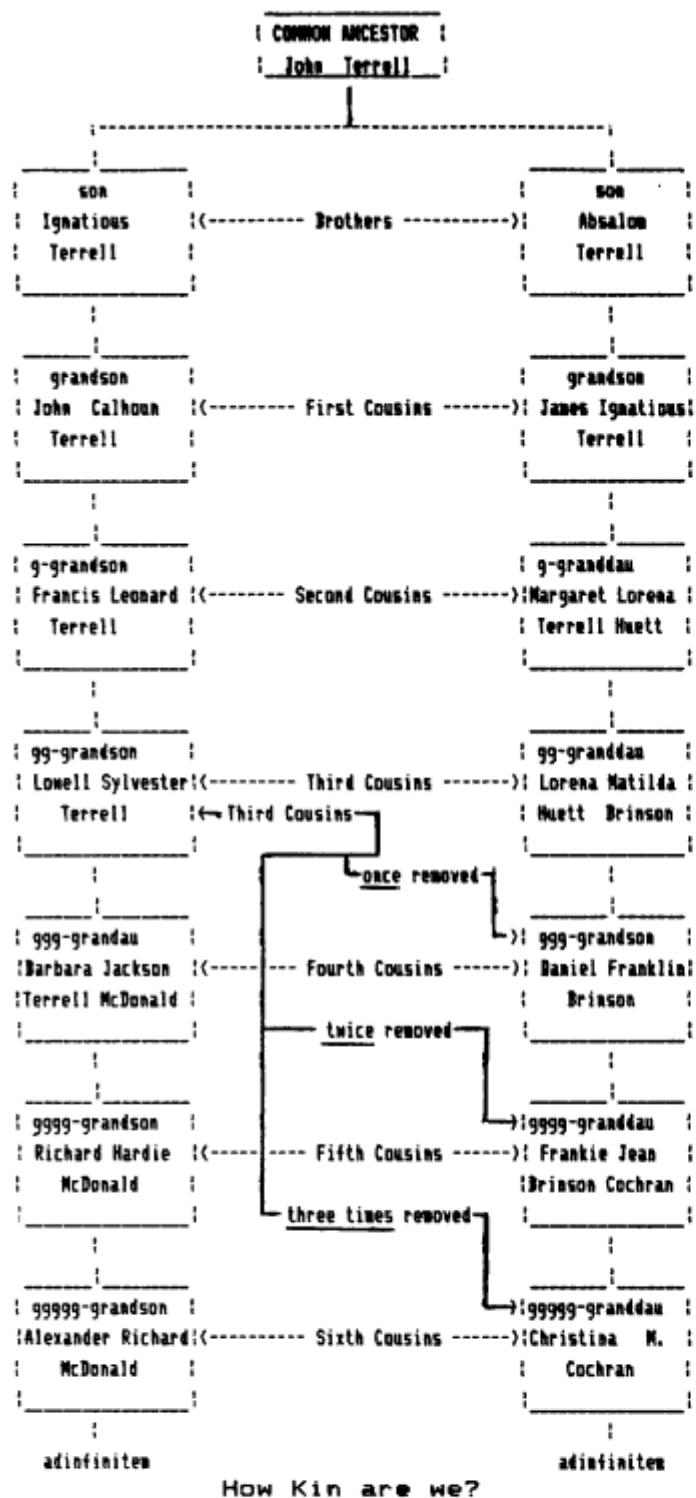 COMMON ANCESTOR
John Terrell
son
Ignatious
Terrell
Brothers
son
Absalom
Terrell
grandson
John Calhoun
Terrell
First Cousins
grandson
James Ignatious
Terrell
g-grandson
Francis Leonard
Terrell
Second Cousins
g-granddau
Margaret Lorena
Terrell Huett
gg-grandson
Lowell Sylvester
Terrell
Third Cousins
gg-granddau
Lorena Matilda
Huett Brinson
Third Cousins
once removed
ggg-grandau
Barbara Jackson
Terrell McDonald
Fourth Cousins
ggg-grandson
Daniel Franklin
Brinson
twice removed
gggg-grandson
Richard Hardie
McDonald
Fifth Cousins
gggg-granddau
Frankie Jean
Brinson Cochran
three times removed
ggggg-grandson
Alexander Richard
McDonald
Sixth Cousins
ggggg-granddau
Christina M.
Cochran
adinfinitem
adinfinitem
How Kin are we?